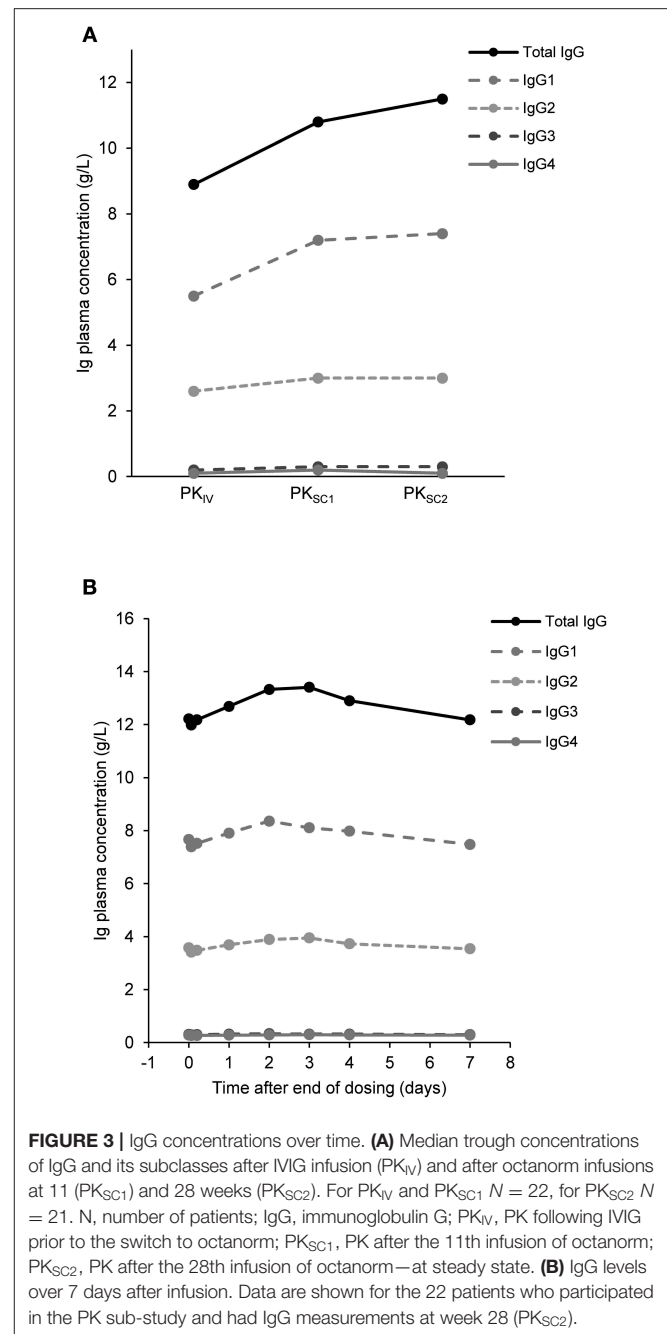 A
Ig plasma concentration (g/L)
12
10
8
6
4
2
0
PKIV PKSC1 PKSC2
Total IgG
IgG1
IgG2
IgG3
IgG4
B
Ig plasma concentration (g/L)
16
14
12
10
8
6
4
2
0
-1 0 1 2 3 4 5 6 7 8
Time after end of dosing (days)
Total IgG
IgG1
IgG2
IgG3
IgG4
FIGURE 3 | IgG concentrations over time. (A) Median trough concentrations
of IgG and its subclasses after IVIG infusion (PKIV) and after octanorm infusions
at 11 (PKSC1) and 28 weeks (PKSC2). For PKIV and PKSC1 N = 22, for PKSC2 N
= 21. N, number of patients; IgG, immunoglobulin G; PKIV, PK following IVIG
prior to the switch to octanorm; PKSC1, PK after the 11th infusion of octanorm;
PKSC2, PK after the 28th infusion of octanorm—at steady state. (B) IgG levels
over 7 days after infusion. Data are shown for the 22 patients who participated
in the PK sub-study and had IgG measurements at week 28 (PKSC2).